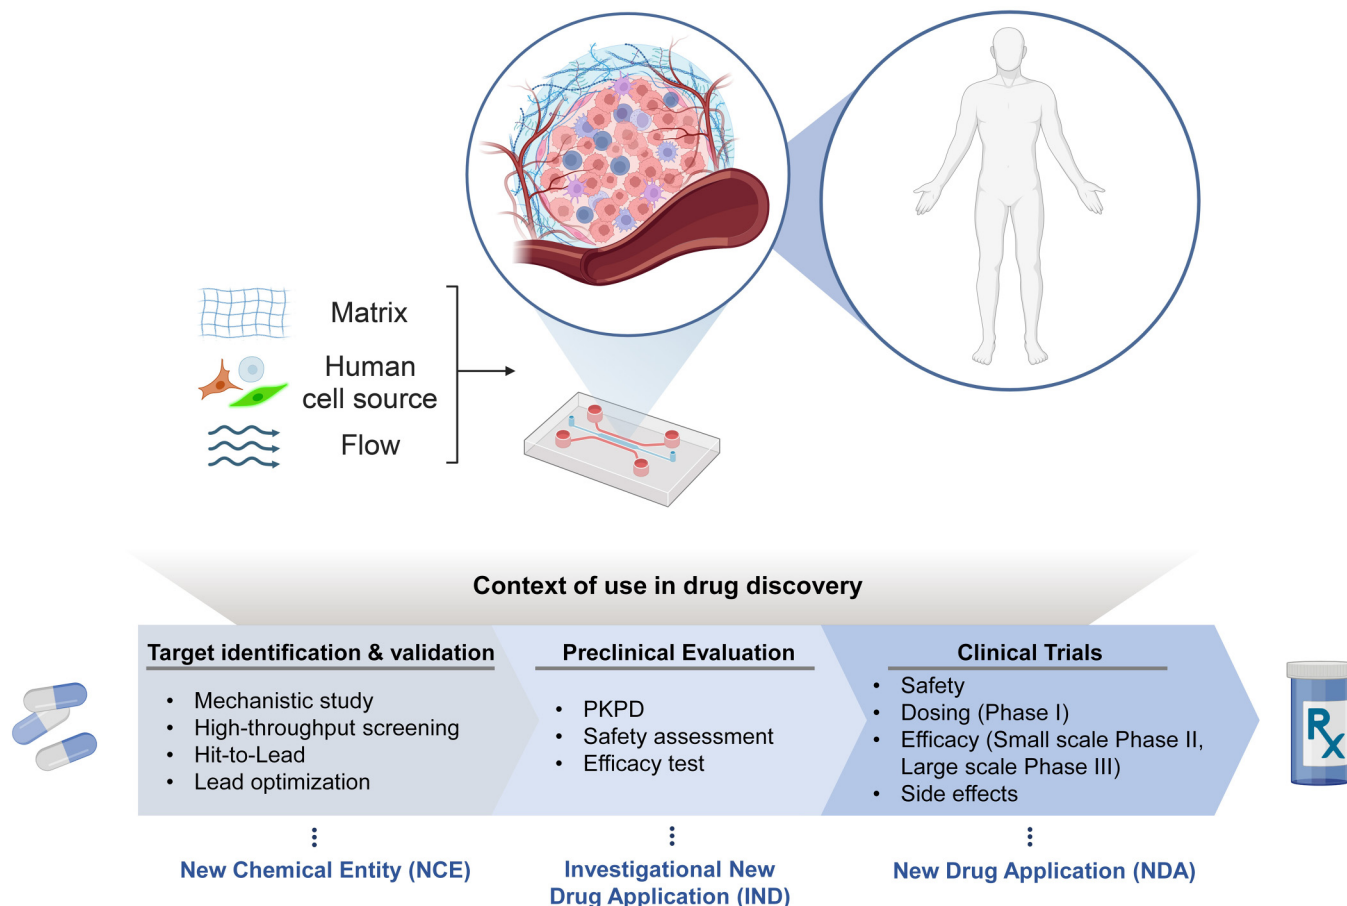 Matrix
Human
cell source
Flow
Context of use in drug discovery
Target identification & validation
• Mechanistic study
• High-throughput screening
• Hit-to-Lead
• Lead optimization
Preclinical Evaluation
• PKPD
• Safety assessment
• Efficacy test
Clinical Trials
• Safety
• Dosing (Phase I)
• Efficacy (Small scale Phase II,
Large scale Phase III)
• Side effects
Rx
New Chemical Entity (NCE)
Investigational New
Drug Application (IND)
New Drug Application (NDA)